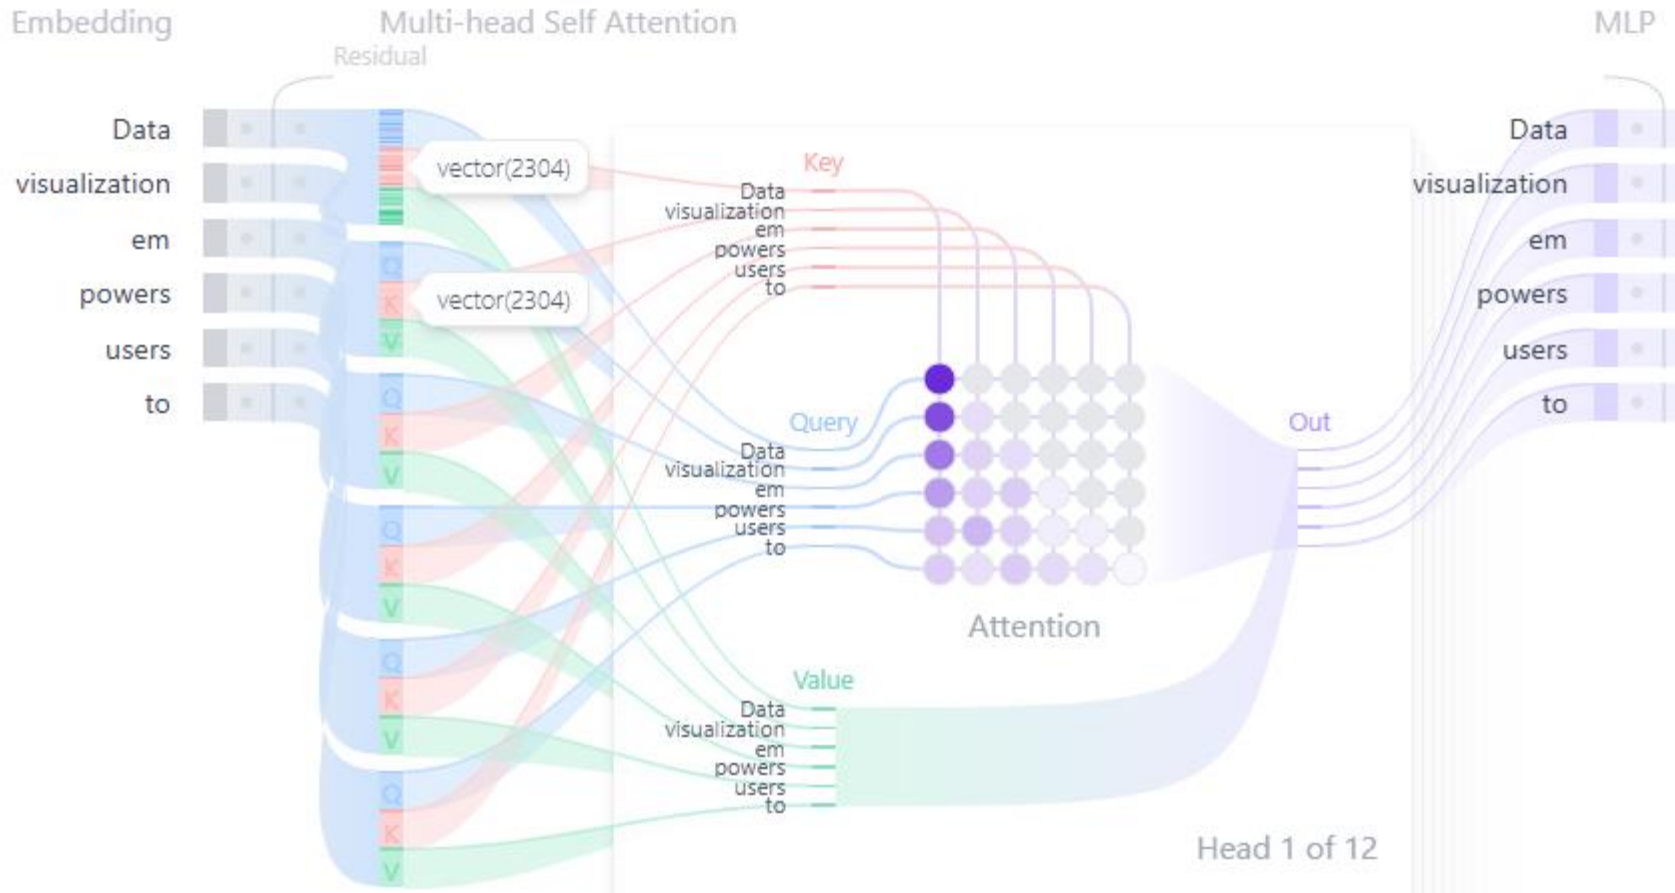 Embedding
Multi-head Self Attention
MLP
Residual
Data
visualization
em
powers
users
to
vector(2304)
vector(2304)
Q
K
V
Q
K
V
Q
K
V
Q
K
V
Q
K
V
Key
Data
visualization
em
powers
users
to
Query
Data
visualization
em
powers
users
to
Attention
Value
Data
visualization
em
powers
users
to
Out
Head 1 of 12
Data
visualization
em
powers
users
to